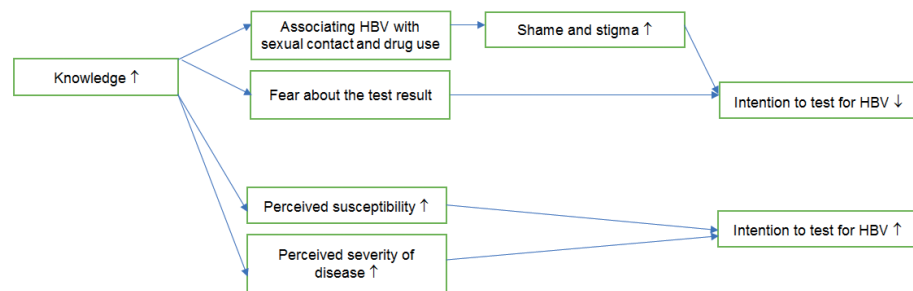 Associating HBV with
sexual contact and drug use
Shame and stigma ↑
Knowledge ↑
Fear about the test result
Intention to test for HBV ↓
Perceived susceptibility ↑
Intention to test for HBV ↑
Perceived severity of
disease ↑